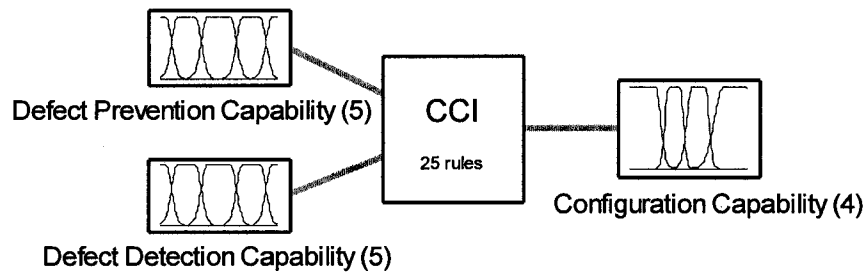 Defect Prevention Capability (5)
CCI
25 rules
Configuration Capability (4)
Defect Detection Capability (5)